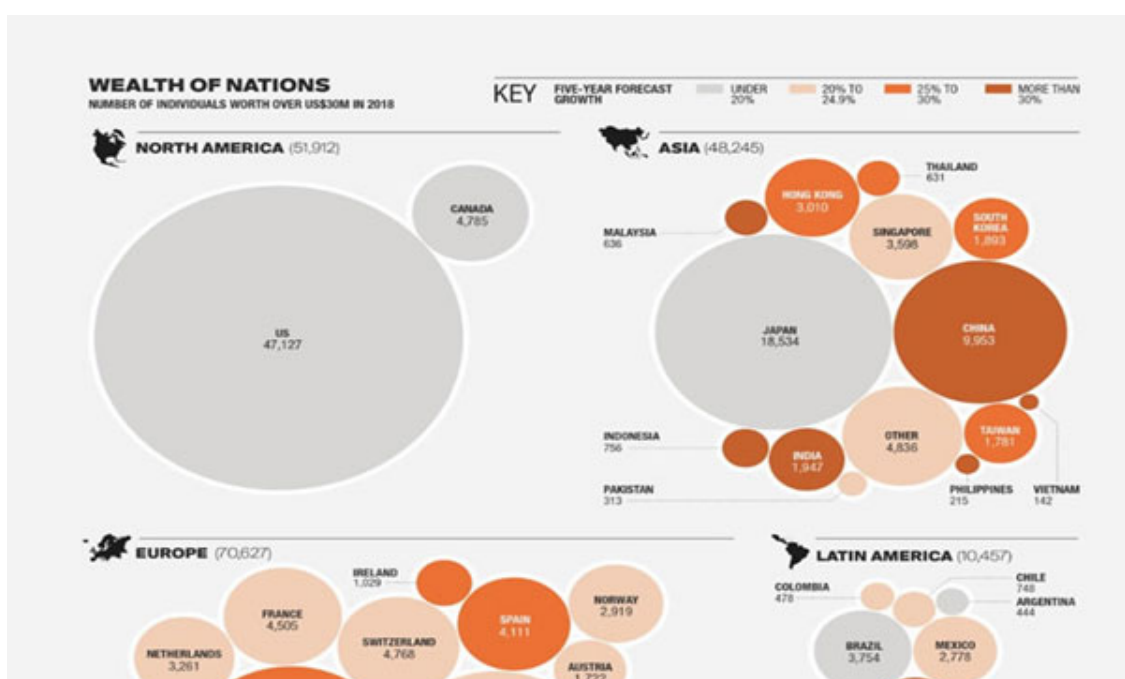 WEALTH OF NATIONS
NUMBER OF INDIVIDUALS WORTH OVER US$30M IN 2018
KEY
FIVE-YEAR FORECAST
GROWTH
UNDER
20%
20% TO
24.9%
25% TO
30%
MORE THAN
30%
NORTH AMERICA (51,912)
CANADA
4,785
US
47,127
ASIA (48,245)
THAILAND
631
HONG KONG
3,010
SOUTH
KOREA
1,893
MALAYSIA
636
SINGAPORE
3,598
JAPAN
18,534
CHINA
9,953
INDONESIA
756
INDIA
1,947
OTHER
4,836
TAIWAN
1,781
PAKISTAN
313
PHILIPPINES
215
VIETNAM
142
EUROPE (70,627)
IRELAND
1,029
FRANCE
4,505
SPAIN
4,111
NORWAY
2,919
SWITZERLAND
4,768
NETHERLANDS
3,261
AUSTRIA
1,722
LATIN AMERICA (10,457)
COLOMBIA
478
CHILE
748
ARGENTINA
444
BRAZIL
3,754
MEXICO
2,778